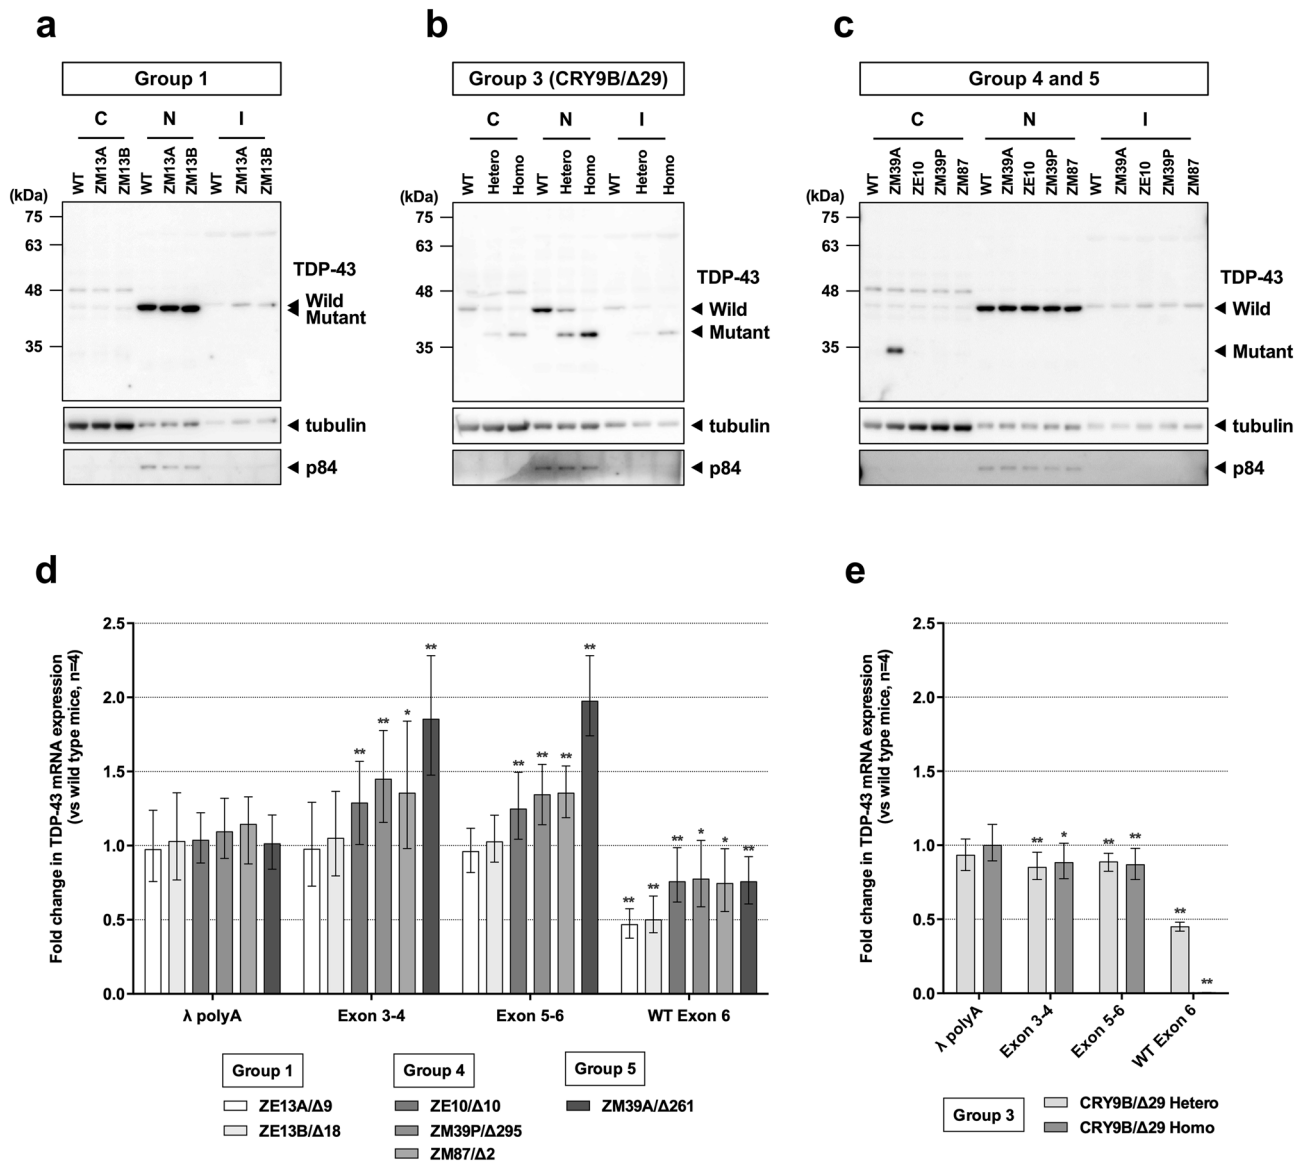 a
Group 1
C N I
WT ZM13A ZM13B WT ZM13A ZM13B WT ZM13A ZM13B
(kDa)
75
63
48
35
TDP-43
Wild
Mutant
tubulin
p84
b
Group 3 (CRY9B/Δ29)
C N I
WT Hetero Homo WT Hetero Homo WT Hetero Homo
(kDa)
75
63
48
35
TDP-43
Wild
Mutant
tubulin
p84
c
Group 4 and 5
C N I
WT ZM39A ZE10 ZM39P ZM87 WT ZM39A ZE10 ZM39P ZM87 WT ZM39A ZE10 ZM39P ZM87
(kDa)
75
63
48
35
TDP-43
Wild
Mutant
tubulin
p84
d
Fold change in TDP-43 mRNA expression
(vs wild type mice, n=4)
2.5
2.0
1.5
1.0
0.5
0.0
** ** * **
** ** ** **
** ** ** * * **
λ polyA Exon 3-4 Exon 5-6 WT Exon 6
Group 1
ZE13A/Δ9
ZE13B/Δ18
Group 4
ZE10/Δ10
ZM39P/Δ295
ZM87/Δ2
Group 5
ZM39A/Δ261
e
Fold change in TDP-43 mRNA expression
(vs wild type mice, n=4)
2.5
2.0
1.5
1.0
0.5
0.0
** *
** **
** **
λ polyA Exon 3-4 Exon 5-6 WT Exon 6
Group 3
CRY9B/Δ29 Hetero
CRY9B/Δ29 Homo